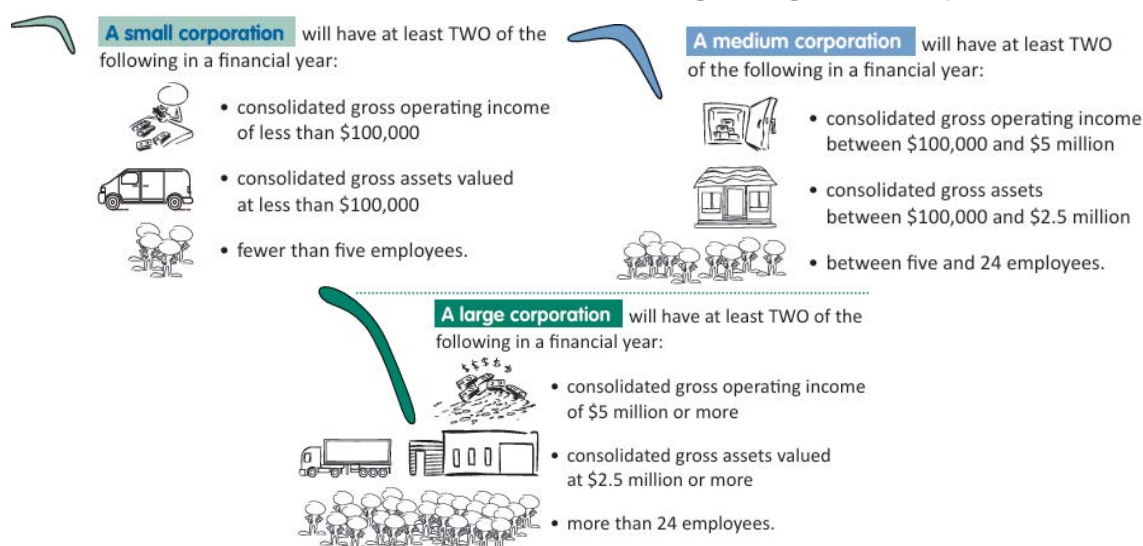 A small corporation will have at least TWO of the
following in a financial year:
• consolidated gross operating income
of less than $100,000
• consolidated gross assets valued
at less than $100,000
• fewer than five employees.
A medium corporation will have at least TWO
of the following in a financial year:
• consolidated gross operating income
between $100,000 and $5 million
• consolidated gross assets
between $100,000 and $2.5 million
• between five and 24 employees.
A large corporation will have at least TWO of the
following in a financial year:
$ $ $ $ $
• consolidated gross operating income
of $5 million or more
• consolidated gross assets valued
at $2.5 million or more
• more than 24 employees.